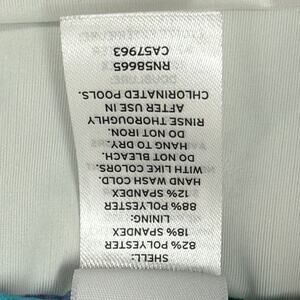 SHELL:
82% POLYESTER
18% SPANDEX
LINING:
88% POLYESTER
12% SPANDEX
HAND WASH COLD.
WITH LIKE COLORS.
DO NOT BLEACH.
HANG TO DRY.
DO NOT IRON.
RINSE THOROUGHLY
AFTER USE IN
CHLORINATED POOLS.
RN58665
CA57963